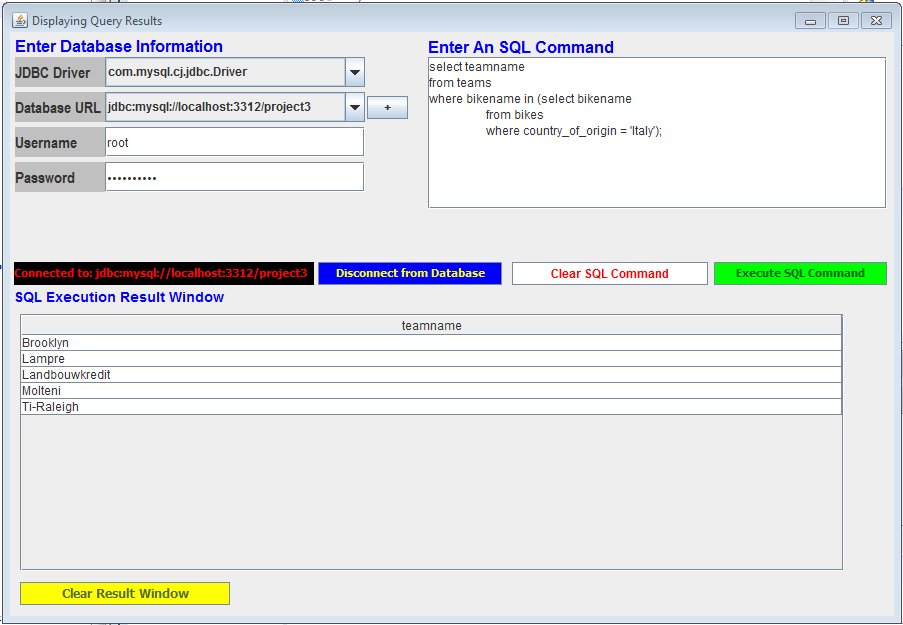 Displaying Query Results
Enter Database Information
JDBC Driver com.mysql.cj.jdbc.Driver
Database URL jdbc:mysql://localhost:3312/project3 +
Username root
Password ••••••••••
Enter An SQL Command
select teamname
from teams
where bikename in (select bikename
from bikes
where country_of_origin = 'Italy');
Connected to: jdbc:mysql://localhost:3312/project3 Disconnect from Database Clear SQL Command Execute SQL Command
SQL Execution Result Window
teamname
Brooklyn
Lampre
Landbouwkredit
Molteni
Ti-Raleigh
Clear Result Window